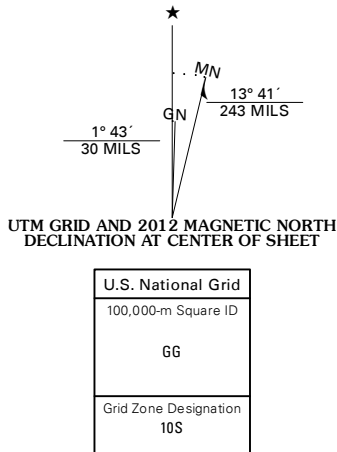 ★
MN
13° 41´
243 MILS
GN
1° 43´
30 MILS
UTM GRID AND 2012 MAGNETIC NORTH
DECLINATION AT CENTER OF SHEET
U.S. National Grid
100,000-m Square ID
GG
Grid Zone Designation
10S